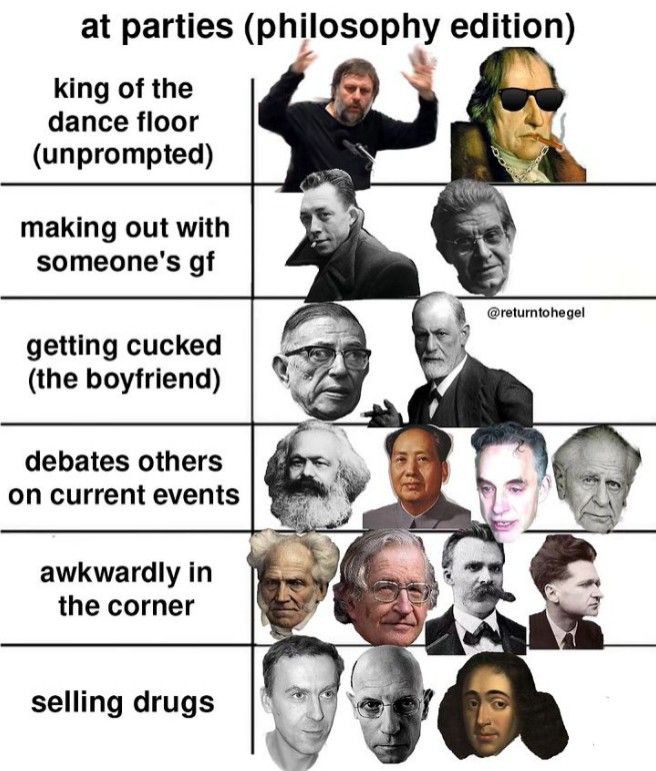 at parties (philosophy edition)
king of the
dance floor
(unprompted)
making out with
someone's gf
@returntohegel
getting cucked
(the boyfriend)
debates others
on current events
awkwardly in
the corner
selling drugs